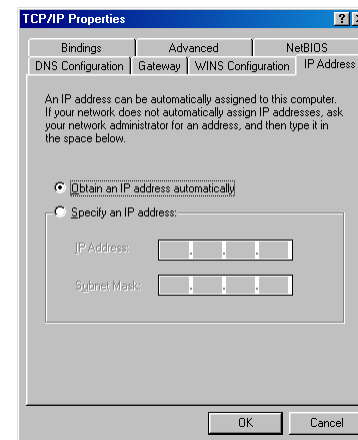 TCP/IP Properties
Bindings Advanced NetBIOS
DNS Configuration Gateway WINS Configuration IP Address
An IP address can be automatically assigned to this computer.
If your network does not automatically assign IP addresses, ask
your network administrator for an address, and then type it in
the space below.
Obtain an IP address automatically
Specify an IP address:
IP Address:
Subnet Mask:
OK Cancel